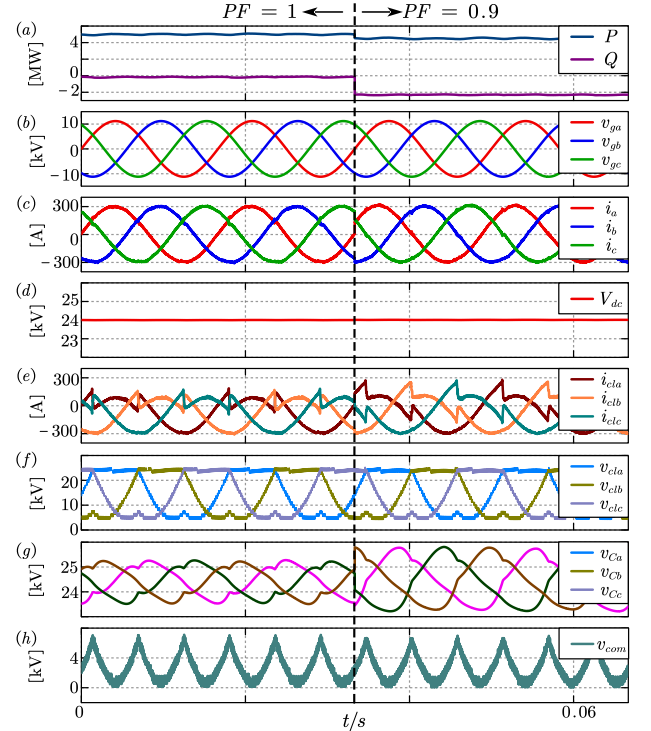 PF = 1 PF = 0.9
(a) [MW] 4 0 −2 P Q
(b) [kV] 10 0 −10 v_ga v_gb v_gc
(c) [A] 300 0 −300 i_a i_b i_c
(d) [kV] 25 24 23 V_dc
(e) [A] 300 0 −300 i_cla i_clb i_clc
(f) [kV] 20 10 0 v_cla v_clb v_clc
(g) [kV] 25 24 v_Ca v_Cb v_Cc
(h) [kV] 4 0 v_com
0 t/s 0.06